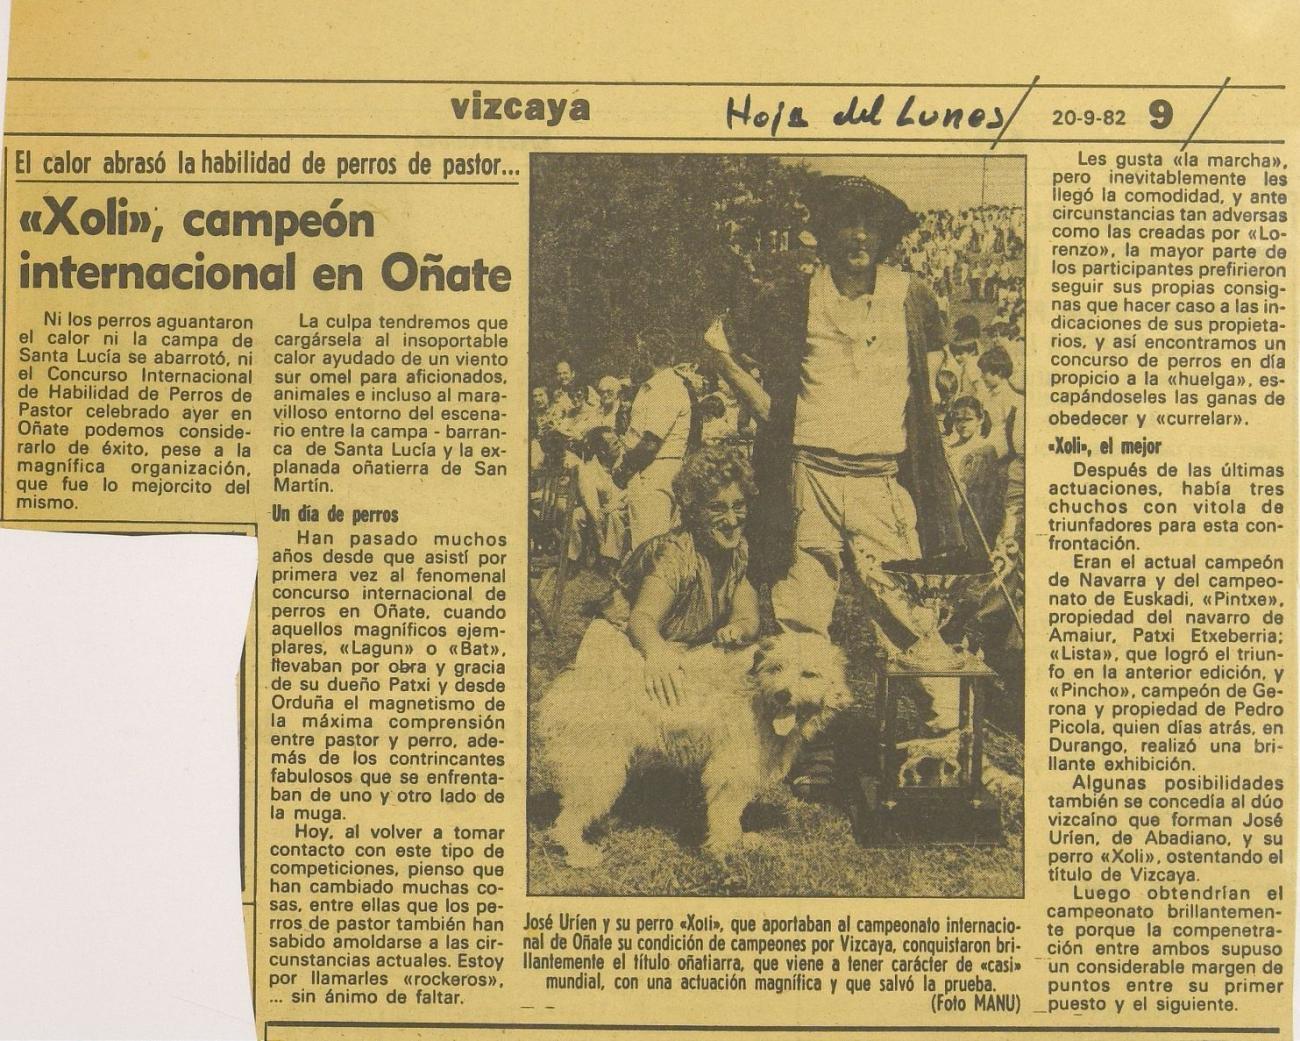 vizcaya
Hoja del Lunes
20-9-82 9
El calor abrasó la habilidad de perros de pastor...
«Xoli», campeón
internacional en Oñate
Ni los perros aguantaron
el calor ni la campa de
Santa Lucía se abarrotó, ni
el Concurso Internacional
de Habilidad de Perros de
Pastor celebrado ayer en
Oñate podemos conside-
rarlo de éxito, pese a la
magnífica organización,
que fue lo mejorcito del
mismo.
La culpa tendremos que
cargársela al insoportable
calor ayudado de un viento
sur omel para aficionados,
animales e incluso al mara-
villoso entorno del escena-
rio entre la campa - barran-
ca de Santa Lucía y la ex-
planada oñatierra de San
Martín.
Un día de perros
Han pasado muchos
años desde que asistí por
primera vez al fenomenal
concurso internacional de
perros en Oñate, cuando
aquellos magníficos ejem-
plares, «Lagun» o «Bat»,
llevaban por obra y gracia
de su dueño Patxi y desde
Orduña el magnetismo de
la máxima comprensión
entre pastor y perro, ade-
más de los contrincantes
fabulosos que se enfrenta-
ban de uno y otro lado de
la muga.
Hoy, al volver a tomar
contacto con este tipo de
competiciones, pienso que
han cambiado muchas co-
sas, entre ellas que los pe-
rros de pastor también han
sabido amoldarse a las cir-
cunstancias actuales. Estoy
por llamarles «rockeros»,
... sin ánimo de faltar.
José Uríen y su perro «Xoli», que aportaban al campeonato internacio-
nal de Oñate su condición de campeones por Vizcaya, conquistaron bri-
llantemente el título oñatiarra, que viene a tener carácter de «casi»
mundial, con una actuación magnífica y que salvó la prueba.
(Foto MANU)
Les gusta «la marcha»,
pero inevitablemente les
llegó la comodidad, y ante
circunstancias tan adversas
como las creadas por «Lo-
renzo», la mayor parte de
los participantes prefirieron
seguir sus propias consig-
nas que hacer caso a las in-
dicaciones de sus propieta-
rios, y así encontramos un
concurso de perros en día
propicio a la «huelga», es-
capándoseles las ganas de
obedecer y «currelar».
«Xoli», el mejor
Después de las últimas
actuaciones, había tres
chuchos con vitola de
triunfadores para esta con-
frontación.
Eran el actual campeón
de Navarra y del campeo-
nato de Euskadi, «Pintxe»,
propiedad del navarro de
Amaiur, Patxi Etxeberria;
«Lista», que logró el triun-
fo en la anterior edición, y
«Pincho», campeón de Ge-
rona y propiedad de Pedro
Picola, quien días atrás, en
Durango, realizó una bri-
llante exhibición.
Algunas posibilidades
también se concedía al dúo
vizcaíno que forman José
Uríen, de Abadiano, y su
perro «Xoli», ostentando el
título de Vizcaya.
Luego obtendrían el
campeonato brillantemen-
te porque la compenetra-
ción entre ambos supuso
un considerable margen de
puntos entre su primer
puesto y el siguiente.